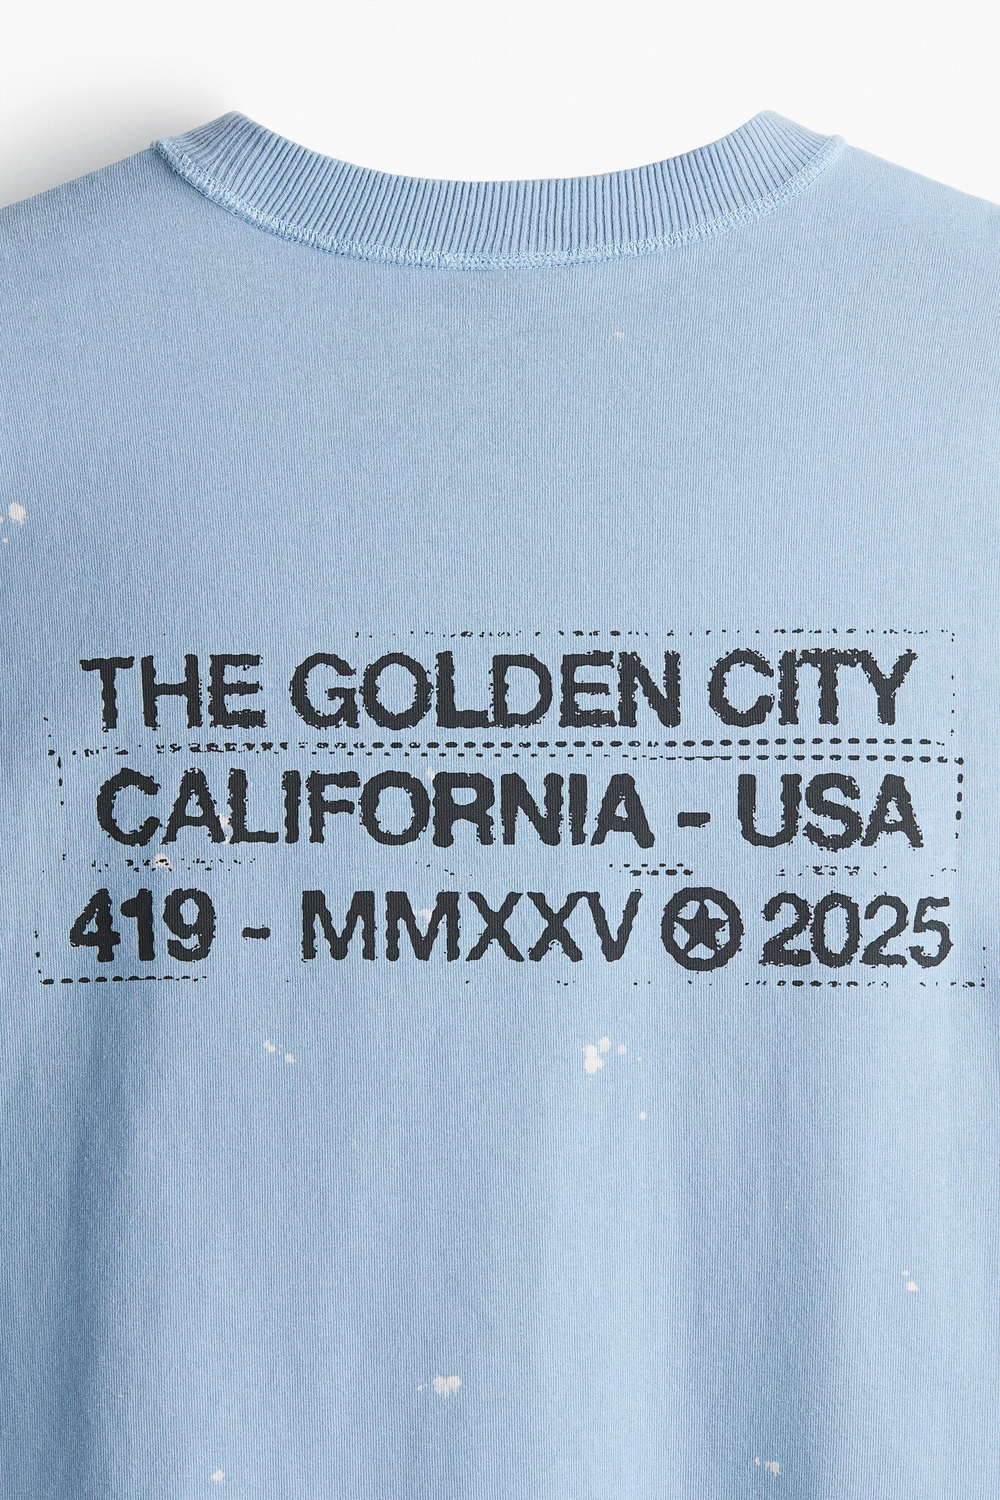 THE GOLDEN CITY
CALIFORNIA - USA
419 - MMXXV ✪ 2025